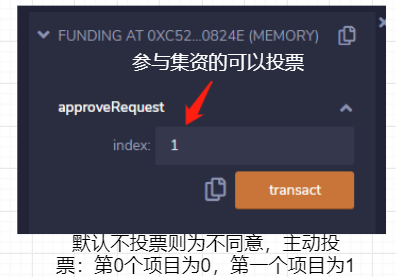 FUNDING AT 0XC52...0824E (MEMORY)
参与集资的可以投票
approveRequest
index: 1
transact
默认不投票则为不同意，主动投
票：第0个项目为0，第一个项目为1